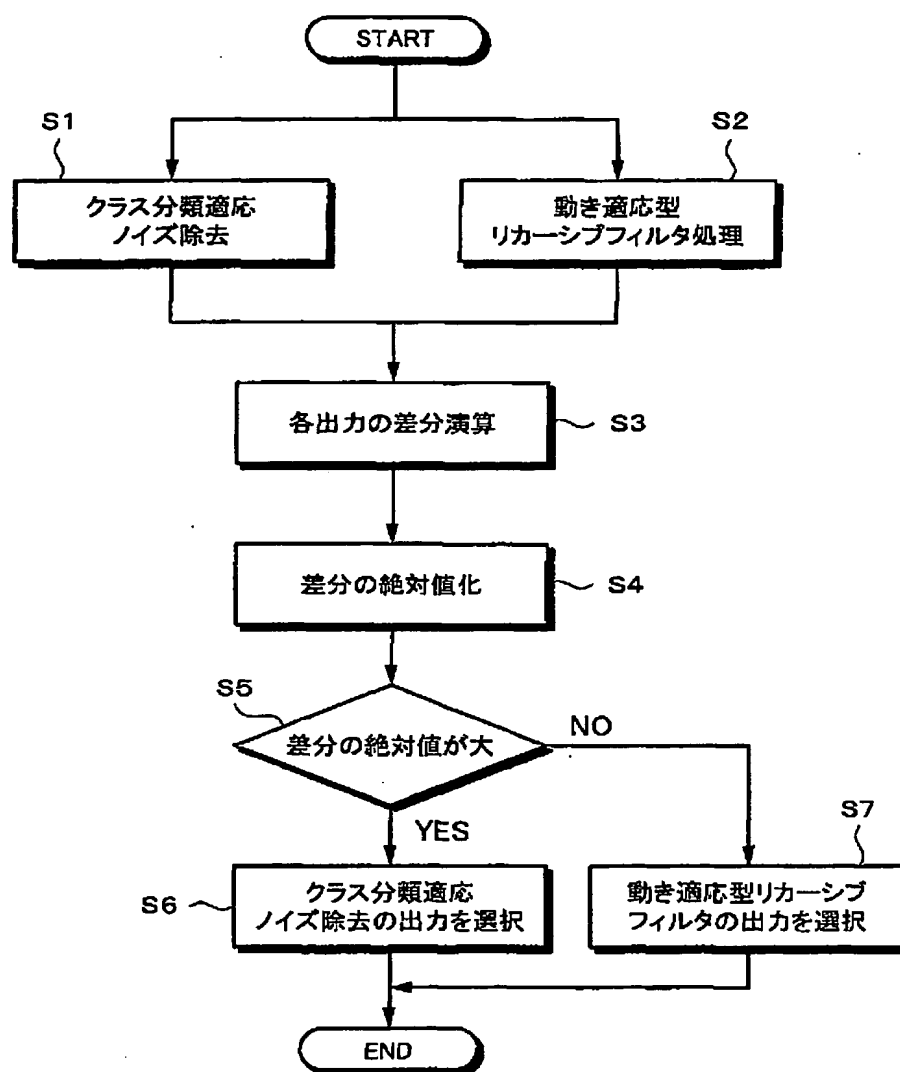 START
S1
S2
クラス分類適応
ノイズ除去
動き適応型
リカーシブフィルタ処理
各出力の差分演算
S3
差分の絶対値化
S4
S5
差分の絶対値が大
NO
YES
S7
S6
クラス分類適応
ノイズ除去の出力を選択
動き適応型リカーシブ
フィルタの出力を選択
END